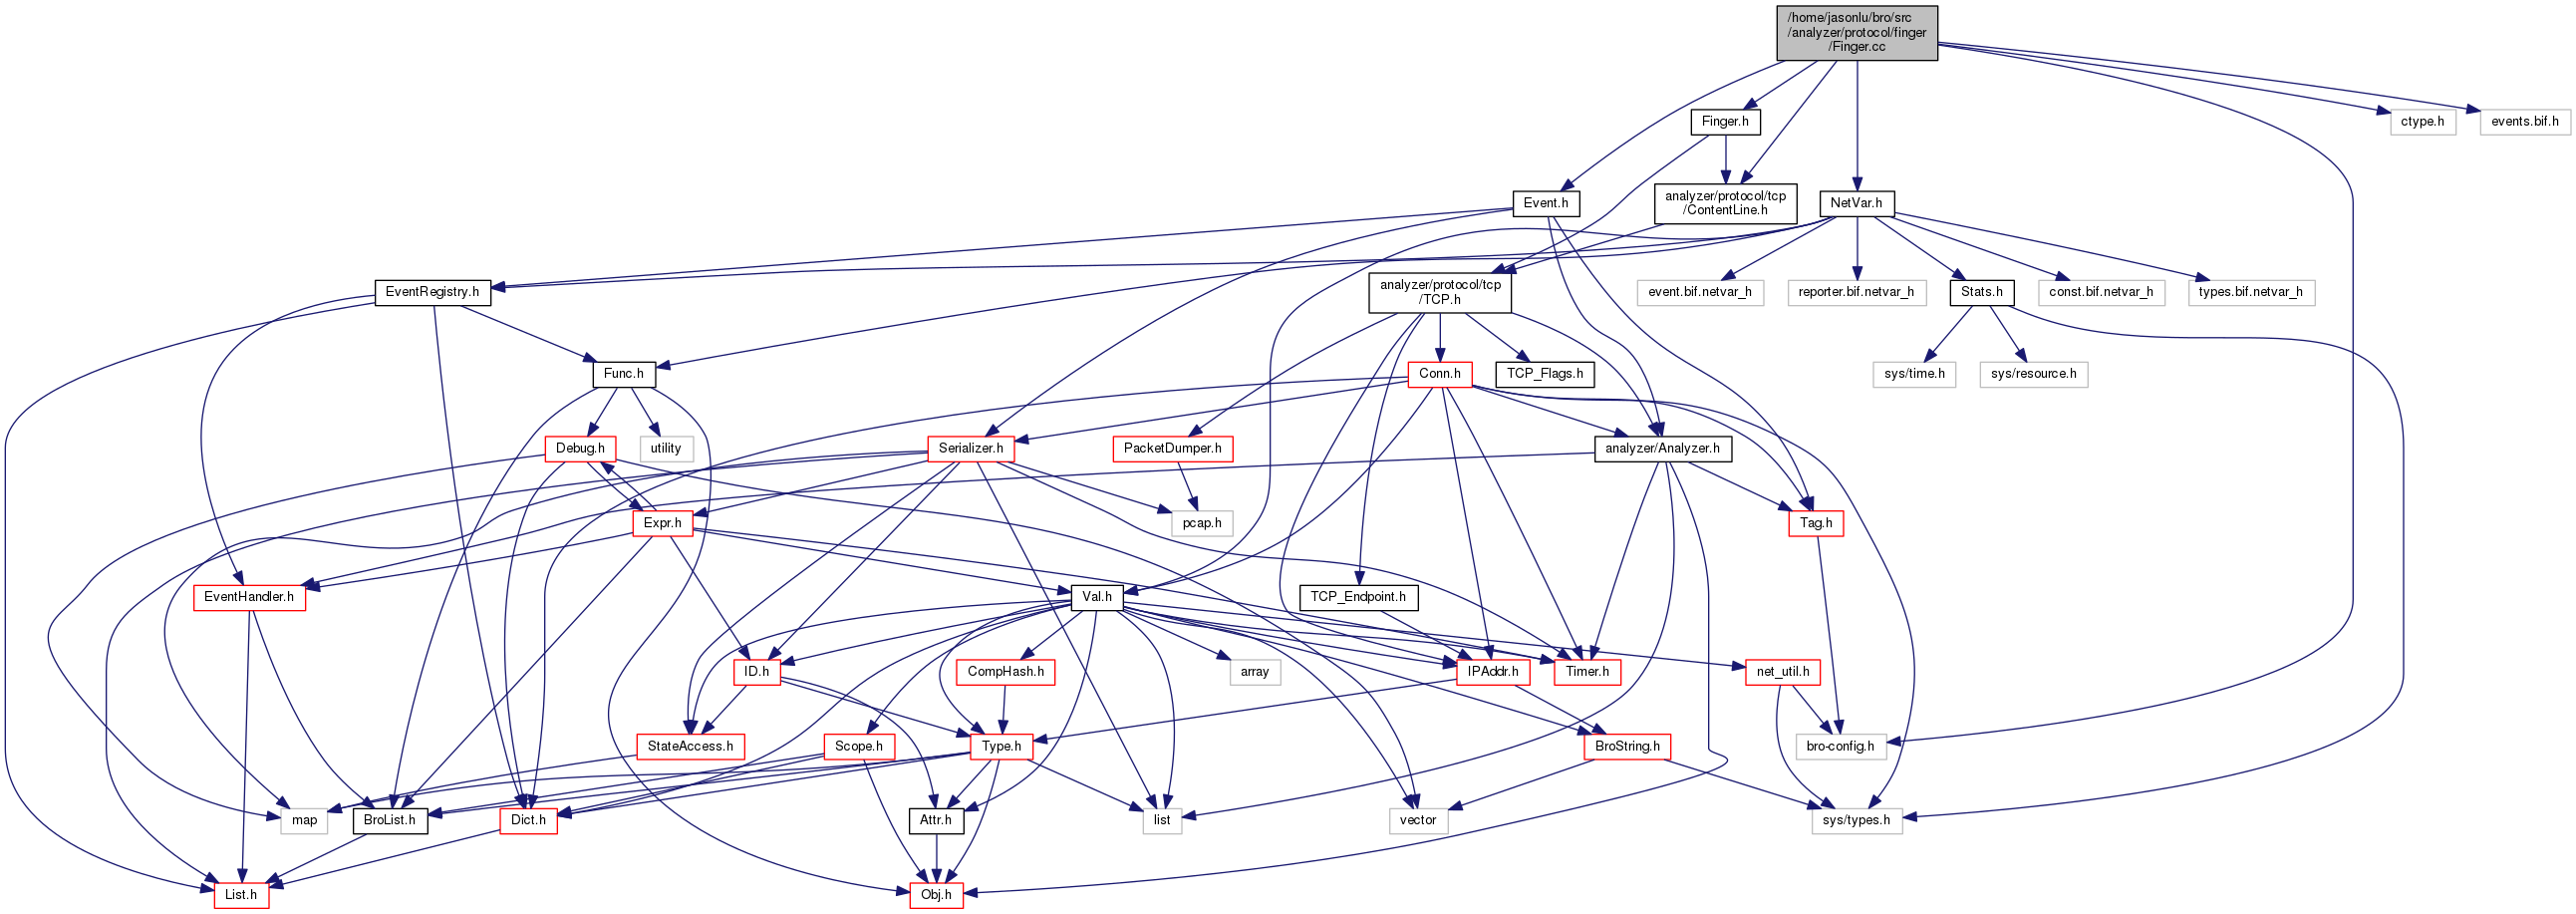 /home/jasonlu/bro/src
/analyzer/protocol/finger
/Finger.cc
Finger.h
ctype.h
events.bif.h
Event.h
analyzer/protocol/tcp
/ContentLine.h
NetVar.h
EventRegistry.h
analyzer/protocol/tcp
/TCP.h
event.bif.netvar_h
reporter.bif.netvar_h
Stats.h
const.bif.netvar_h
types.bif.netvar_h
Func.h
Conn.h
TCP_Flags.h
sys/time.h
sys/resource.h
Debug.h
utility
Serializer.h
PacketDumper.h
analyzer/Analyzer.h
Expr.h
pcap.h
Tag.h
EventHandler.h
Val.h
TCP_Endpoint.h
ID.h
CompHash.h
array
IPAddr.h
Timer.h
net_util.h
StateAccess.h
Scope.h
Type.h
BroString.h
bro-config.h
map
BroList.h
Dict.h
Attr.h
list
vector
sys/types.h
List.h
Obj.h